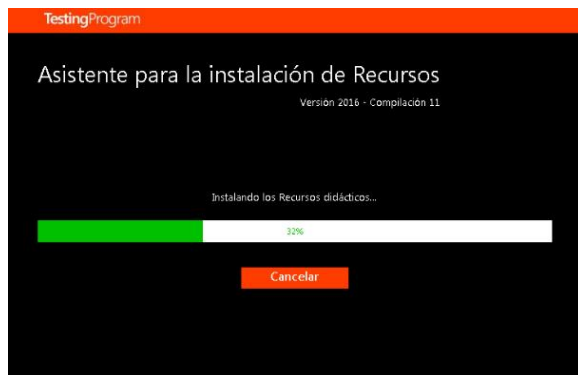 TestingProgram
Asistente para la instalación de Recursos
Versión 2016 - Compilación 11
Instalando los Recursos didácticos...
32%
Cancelar